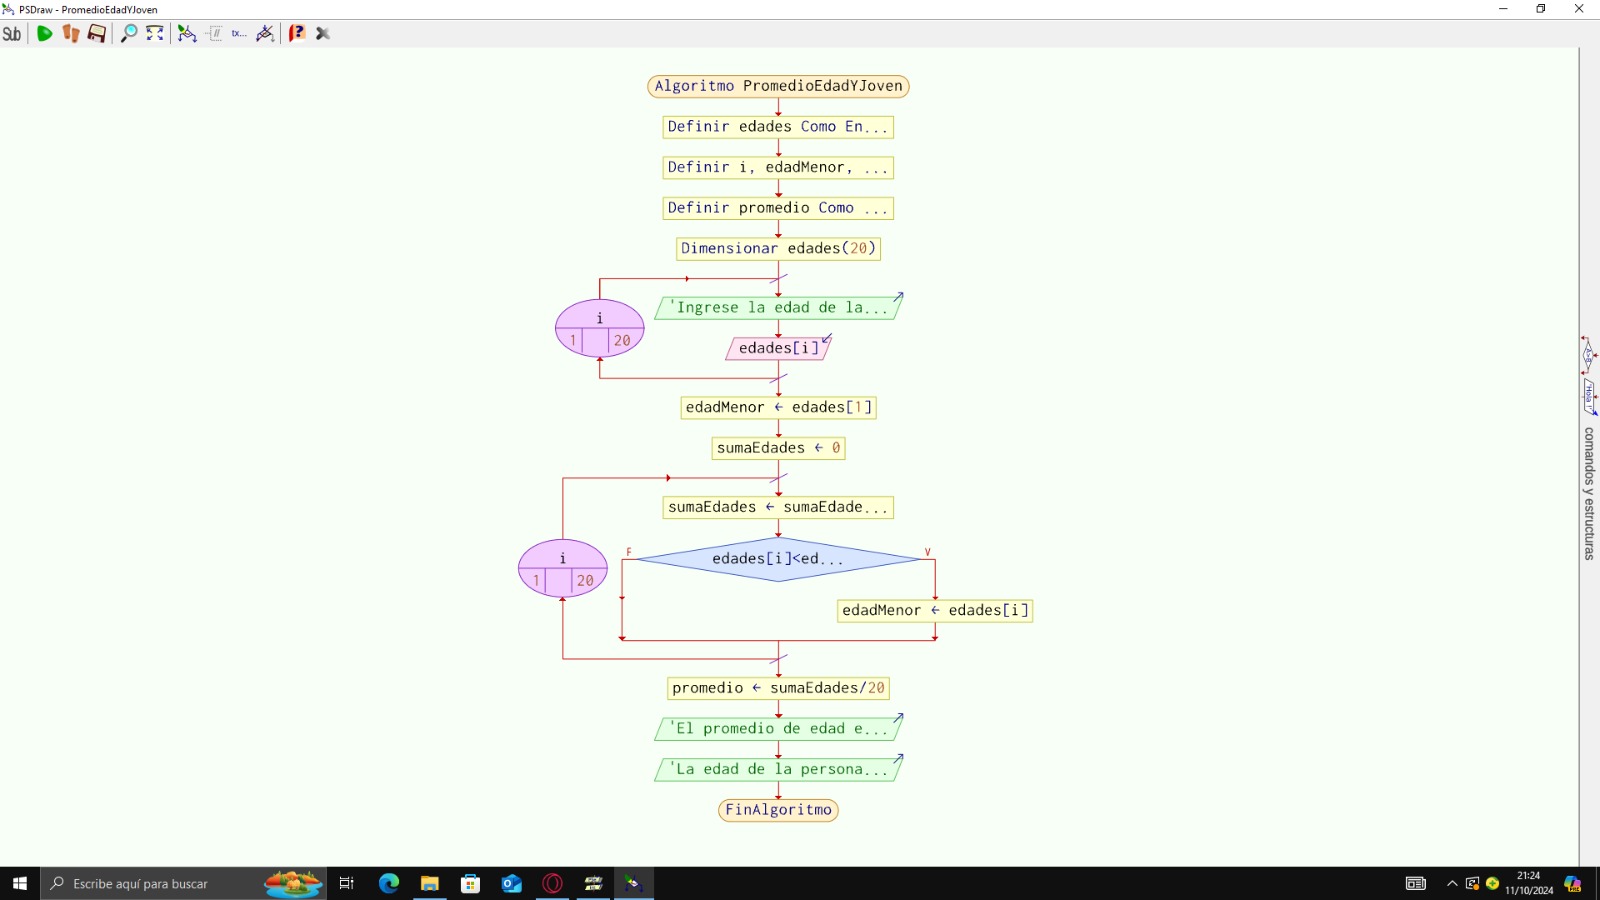 PSDraw - PromedioEdadYJoven
Sub
tx...
Algoritmo PromedioEdadYJoven
Definir edades Como En...
Definir i, edadMenor, ...
Definir promedio Como ...
Dimensionar edades(20)
'Ingrese la edad de la...
i
1 20
edades[i]
edadMenor ← edades[1]
sumaEdades ← 0
sumaEdades ← sumaEdade...
F
edades[i]<ed...
V
i
1 20
edadMenor ← edades[i]
promedio ← sumaEdades/20
'El promedio de edad e...
'La edad de la persona...
FinAlgoritmo
comandos y estructuras
Escribe aquí para buscar
21:24
11/10/2024